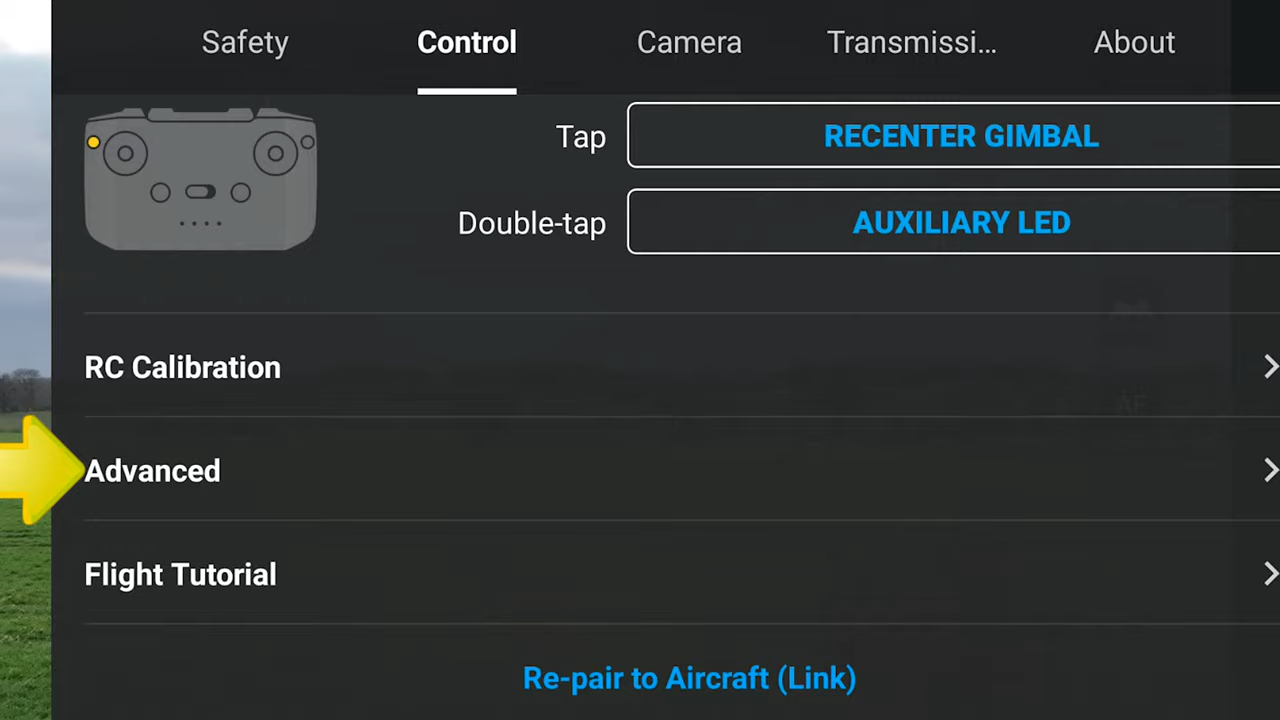 Safety Control Camera Transmissi... About
Tap RECENTER GIMBAL
Double-tap AUXILIARY LED
RC Calibration
AF
Advanced
Flight Tutorial
Re-pair to Aircraft (Link)